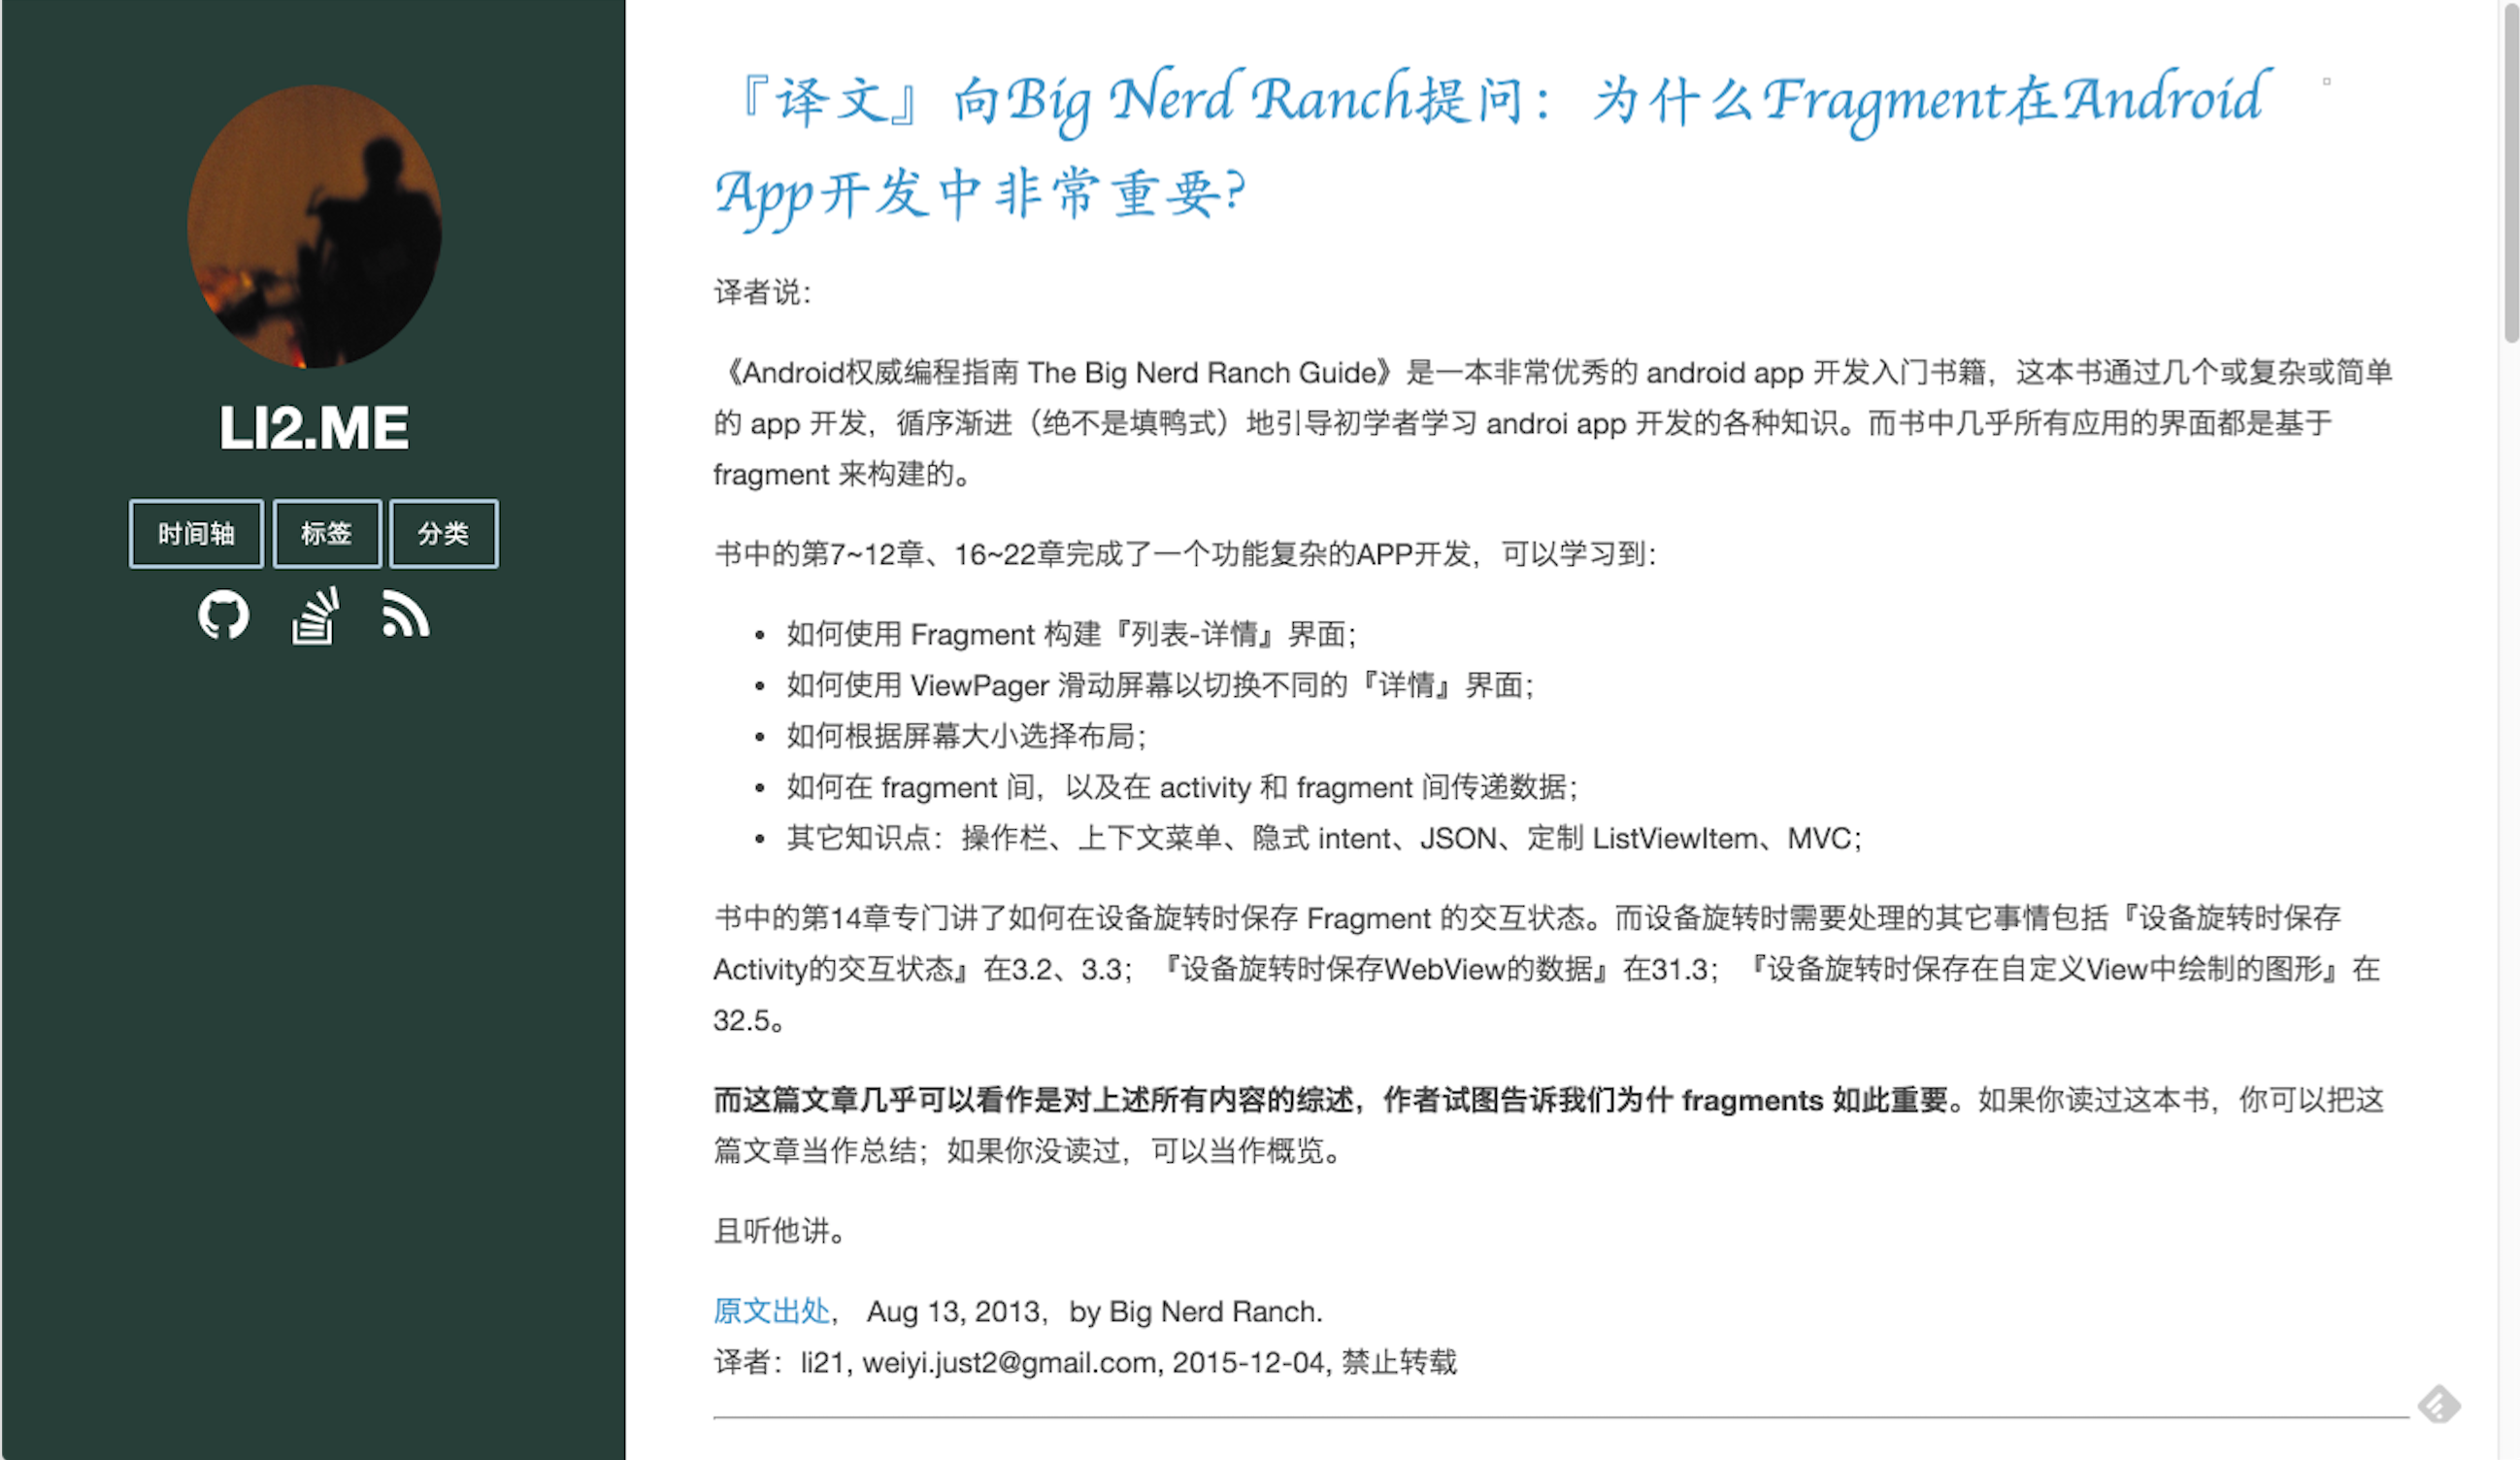 LI2.ME
时间轴 标签 分类
『译文』向Big Nerd Ranch提问：为什么Fragment在Android
App开发中非常重要?
译者说：
《Android权威编程指南 The Big Nerd Ranch Guide》是一本非常优秀的 android app 开发入门书籍，这本书通过几个或复杂或简单
的 app 开发，循序渐进（绝不是填鸭式）地引导初学者学习 androi app 开发的各种知识。而书中几乎所有应用的界面都是基于
fragment 来构建的。
书中的第7~12章、16~22章完成了一个功能复杂的APP开发，可以学习到：
• 如何使用 Fragment 构建『列表-详情』界面；
• 如何使用 ViewPager 滑动屏幕以切换不同的『详情』界面；
• 如何根据屏幕大小选择布局；
• 如何在 fragment 间，以及在 activity 和 fragment 间传递数据；
• 其它知识点：操作栏、上下文菜单、隐式 intent、JSON、定制 ListViewItem、MVC；
书中的第14章专门讲了如何在设备旋转时保存 Fragment 的交互状态。而设备旋转时需要处理的其它事情包括『设备旋转时保存
Activity的交互状态』在3.2、3.3；『设备旋转时保存WebView的数据』在31.3；『设备旋转时保存在自定义View中绘制的图形』在
32.5。
而这篇文章几乎可以看作是对上述所有内容的综述，作者试图告诉我们为什 fragments 如此重要。如果你读过这本书，你可以把这
篇文章当作总结；如果你没读过，可以当作概览。
且听他讲。
原文出处， Aug 13, 2013，by Big Nerd Ranch.
译者：li21, weiyi.just2@gmail.com, 2015-12-04, 禁止转载